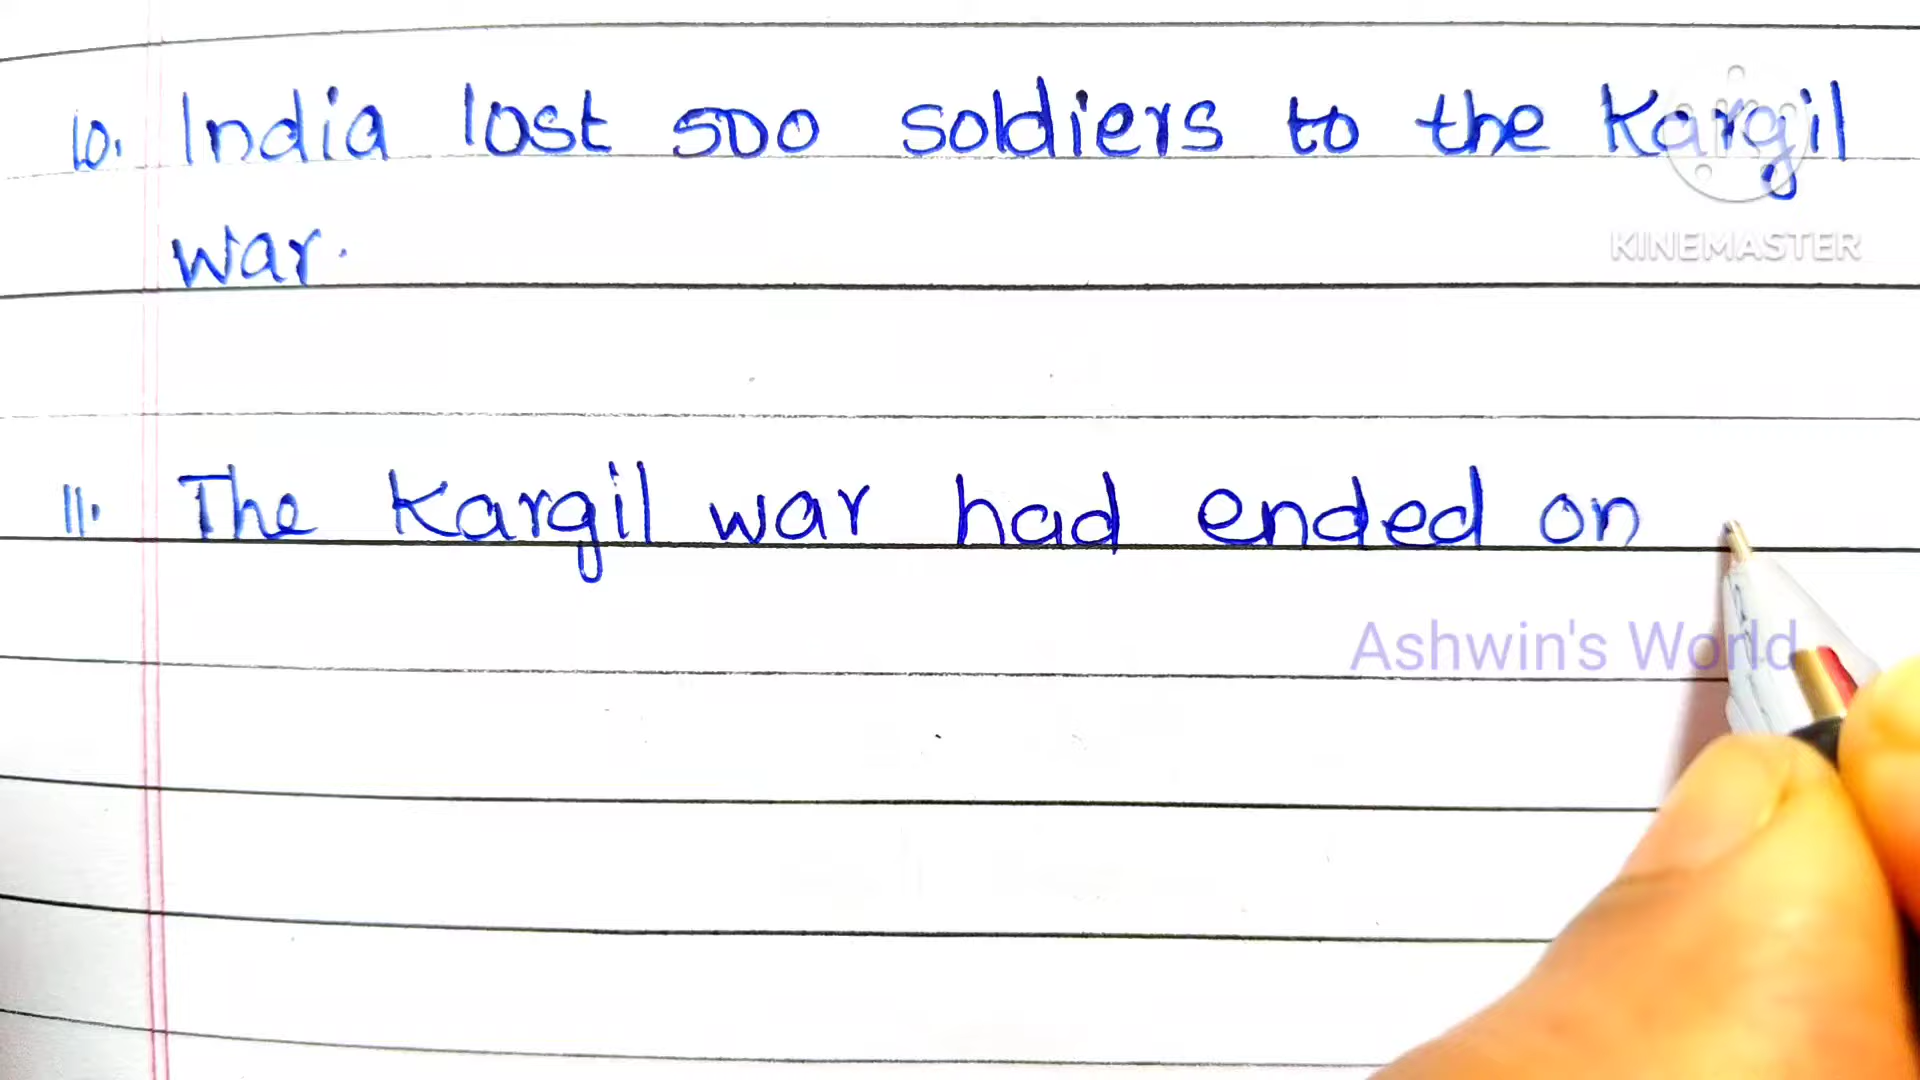 10. India lost 500 soldiers to the Kargil
war.
KINEMASTER
11. The Kargil war had ended on
Ashwin's World